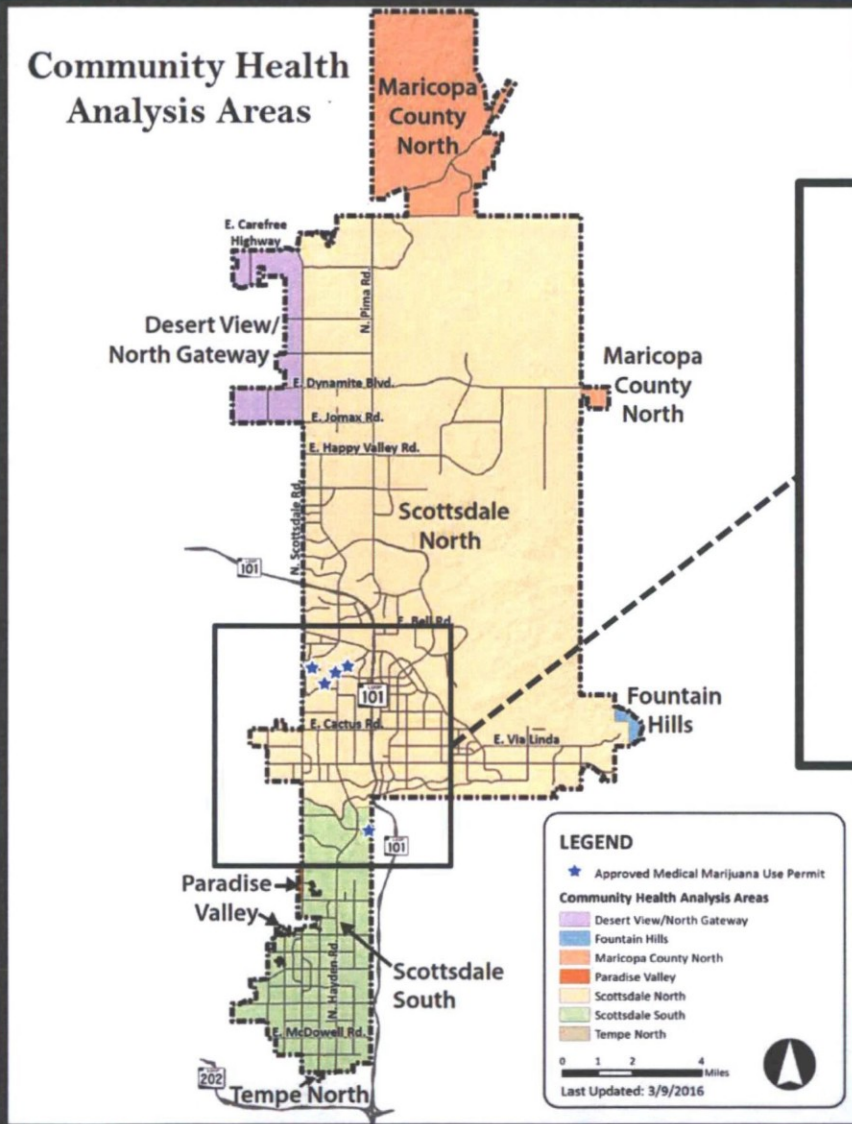 Community Health
Analysis Areas
Maricopa
County
North
E. Carefree
Highway
N. Pima Rd.
Desert View/
North Gateway
E. Dynamite Blvd.
Maricopa
County
North
E. Jomax Rd.
E. Happy Valley Rd.
N. Scottsdale Rd.
Scottsdale
North
101
E. Bell Rd.
LOOP
101
E. Cactus Rd.
Fountain
Hills
E. Via Linda
101
Paradise
Valley
Scottsdale
South
N. Hayden Rd.
E. McDowell Rd.
202
Tempe North
LEGEND
Approved Medical Marijuana Use Permit
Community Health Analysis Areas
Desert View/North Gateway
Fountain Hills
Maricopa County North
Paradise Valley
Scottsdale North
Scottsdale South
Tempe North
0 1 2 4
Miles
Last Updated: 3/9/2016